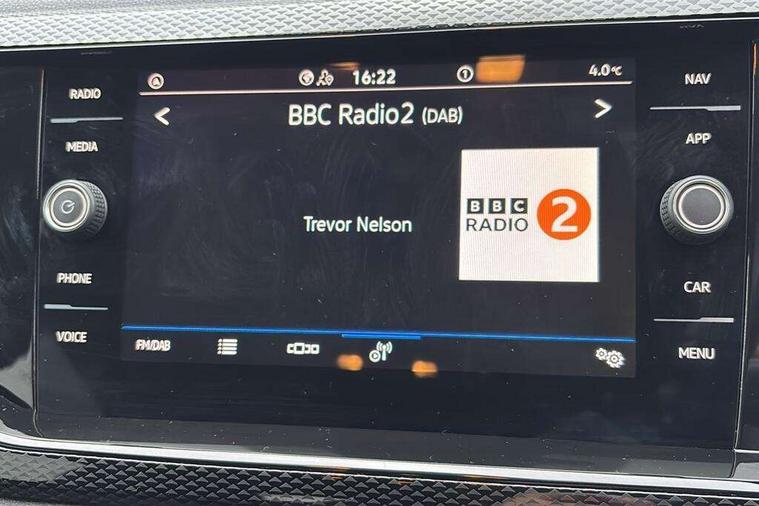 16:22
1
4.0°C
BBC Radio2 (DAB)
Trevor Nelson
BBC
RADIO
2
FM/DAB
RADIO
MEDIA
PHONE
VOICE
NAV
APP
CAR
MENU